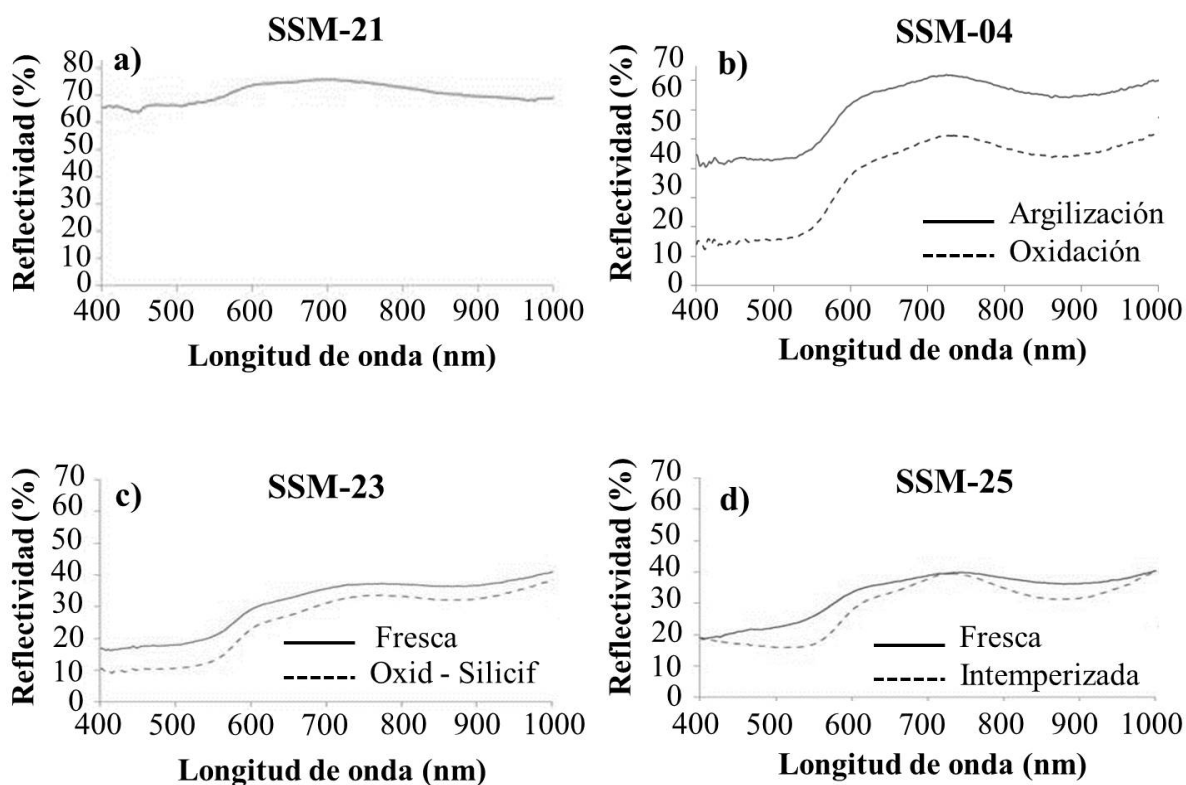 SSM-21
a)
Reflectividad (%)
80
70
60
50
40
30
20
10
0
400 500 600 700 800 900 1000
Longitud de onda (nm)
SSM-04
b)
Reflectividad (%)
70
60
50
40
30
20
10
0
Argilización
Oxidación
400 500 600 700 800 900 1000
Longitud de onda (nm)
SSM-23
c)
Reflectividad (%)
70
60
50
40
30
20
10
0
Fresca
Oxid - Silicif
400 500 600 700 800 900 1000
Longitud de onda (nm)
SSM-25
d)
Reflectividad (%)
70
60
50
40
30
20
10
0
Fresca
Intemperizada
400 500 600 700 800 900 1000
Longitud de onda (nm)